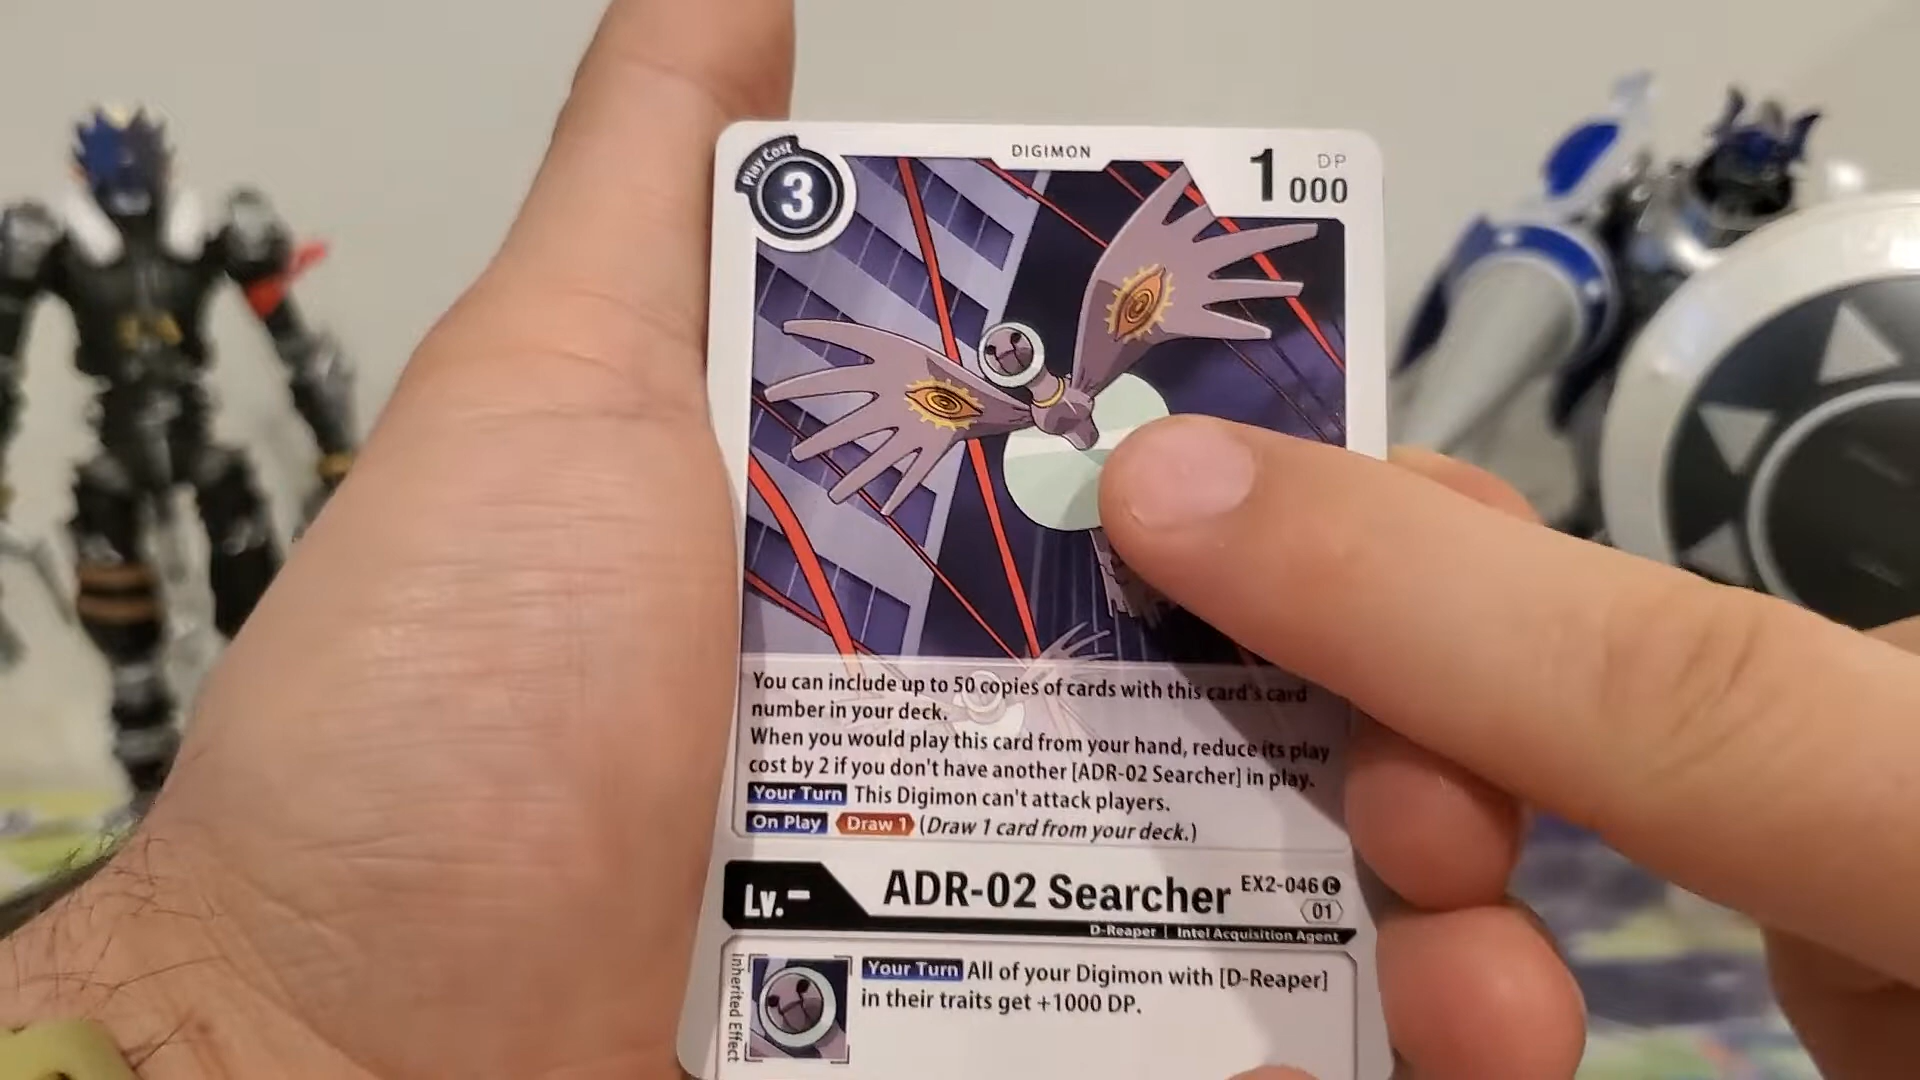 DIGIMON
Play Cost
3
DP
1000
You can include up to 50 copies of cards with this card's card
number in your deck.
When you would play this card from your hand, reduce its play
cost by 2 if you don't have another [ADR-02 Searcher] in play.
Your Turn This Digimon can't attack players.
On Play Draw 1 (Draw 1 card from your deck.)
Lv.-
ADR-02 Searcher
EX2-046 C
01
D-Reaper | Intel Acquisition Agent
Inherited Effect
Your Turn All of your Digimon with [D-Reaper]
in their traits get +1000 DP.